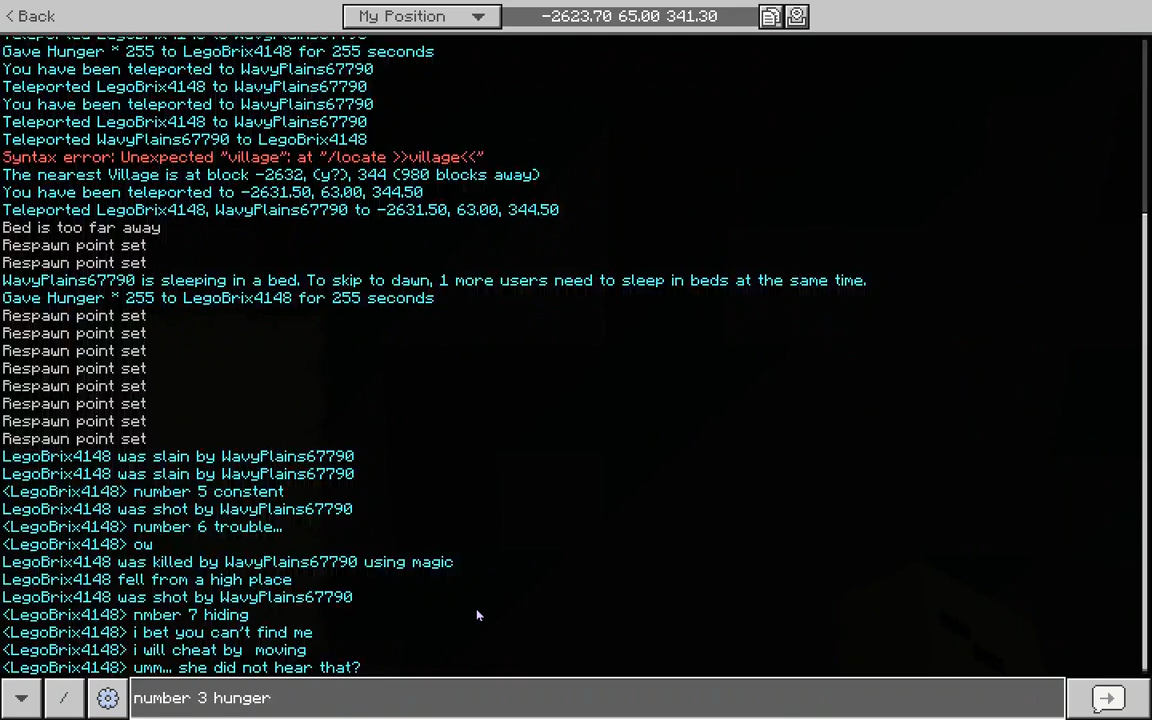 < Back
My Position
-2623.70 65.00 341.30
Gave Hunger * 255 to LegoBrix4148 for 255 seconds
You have been teleported to WavyPlains67790
Teleported LegoBrix4148 to WavyPlains67790
You have been teleported to WavyPlains67790
Teleported LegoBrix4148 to WavyPlains67790
Teleported WavyPlains67790 to LegoBrix4148
Syntax error: Unexpected "village": at "/locate >>village<<"
The nearest Village is at block -2632, (y?), 344 (980 blocks away)
You have been teleported to -2631.50, 63.00, 344.50
Teleported LegoBrix4148, WavyPlains67790 to -2631.50, 63.00, 344.50
Bed is too far away
Respawn point set
Respawn point set
WavyPlains67790 is sleeping in a bed. To skip to dawn, 1 more users need to sleep in beds at the same time.
Gave Hunger * 255 to LegoBrix4148 for 255 seconds
Respawn point set
Respawn point set
Respawn point set
Respawn point set
Respawn point set
Respawn point set
Respawn point set
Respawn point set
LegoBrix4148 was slain by WavyPlains67790
LegoBrix4148 was slain by WavyPlains67790
<LegoBrix4148> number 5 constent
LegoBrix4148 was shot by WavyPlains67790
<LegoBrix4148> number 6 trouble...
<LegoBrix4148> ow
LegoBrix4148 was killed by WavyPlains67790 using magic
LegoBrix4148 fell from a high place
LegoBrix4148 was shot by WavyPlains67790
<LegoBrix4148> nmber 7 hiding
<LegoBrix4148> i bet you can't find me
<LegoBrix4148> i will cheat by  moving
<LegoBrix4148> umm... she did not hear that?
/
number 3 hunger